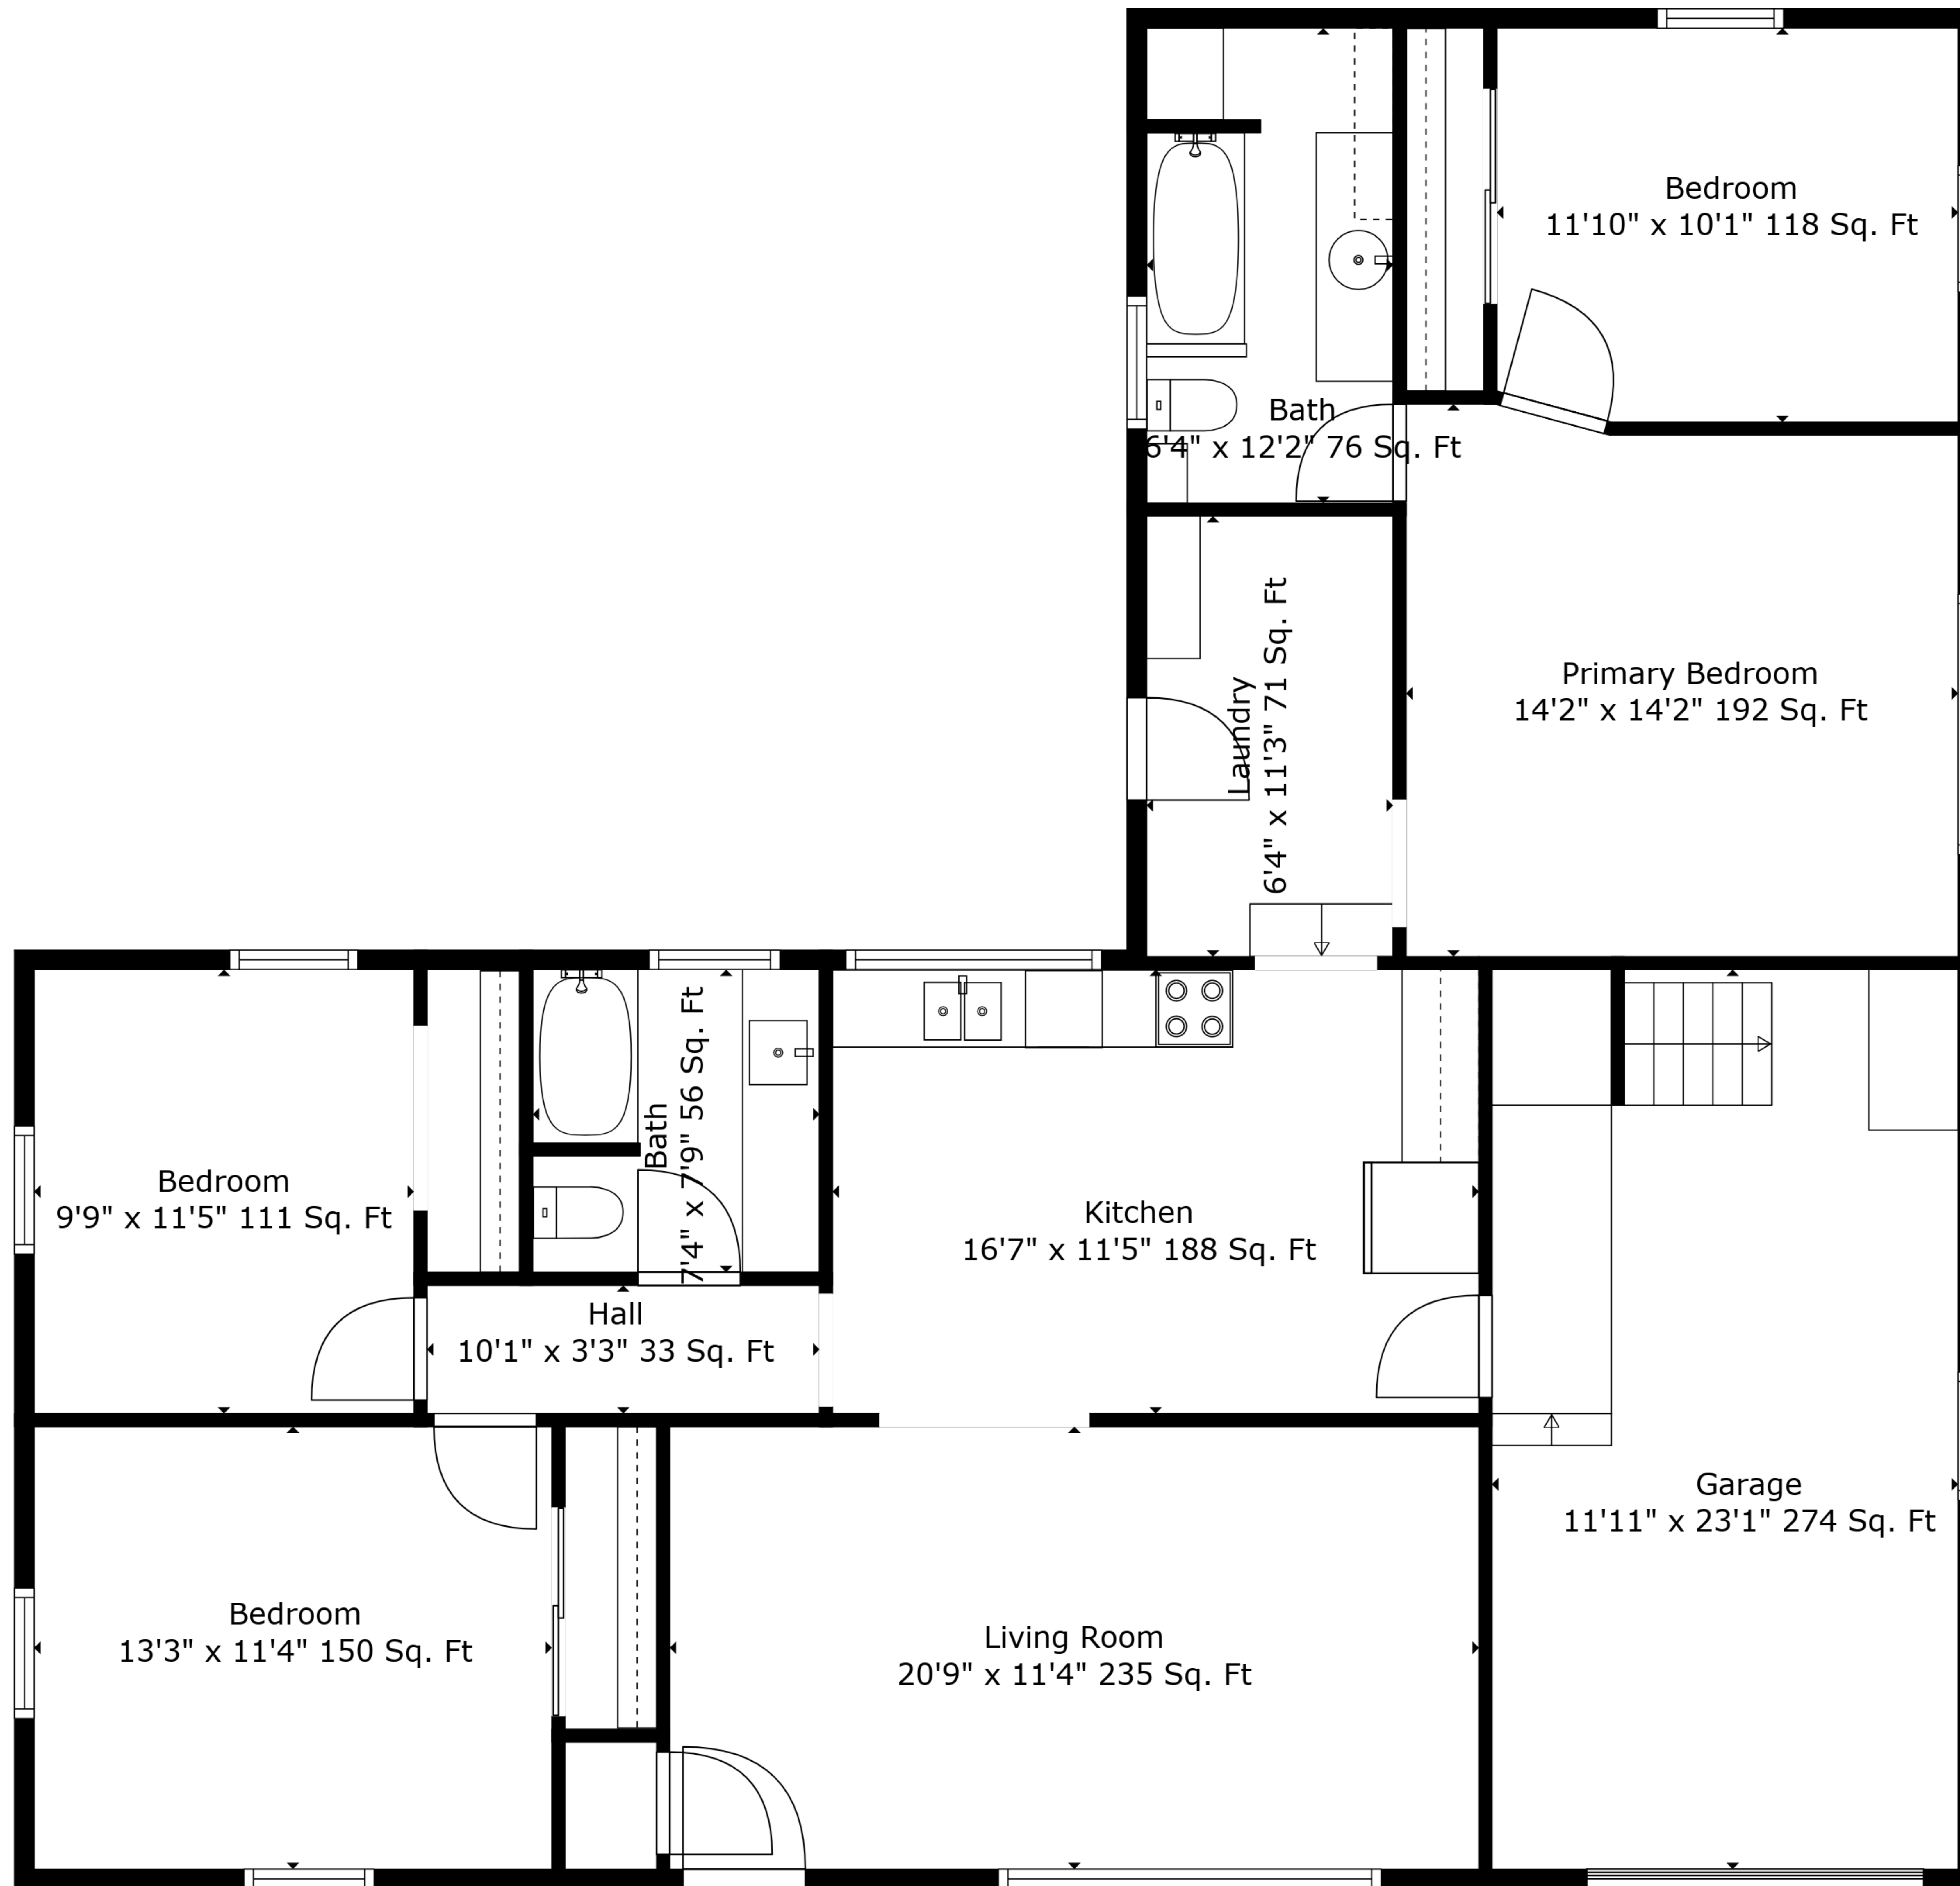 Bedroom
11'10" x 10'1" 118 Sq. Ft
Bath
6'4" x 12'2" 76 Sq. Ft
Primary Bedroom
14'2" x 14'2" 192 Sq. Ft
Laundry
6'4" x 11'3" 71 Sq. Ft
Bedroom
9'9" x 11'5" 111 Sq. Ft
Bath
7'4" x 7'9" 56 Sq. Ft
Kitchen
16'7" x 11'5" 188 Sq. Ft
Hall
10'1" x 3'3" 33 Sq. Ft
Garage
11'11" x 23'1" 274 Sq. Ft
Bedroom
13'3" x 11'4" 150 Sq. Ft
Living Room
20'9" x 11'4" 235 Sq. Ft